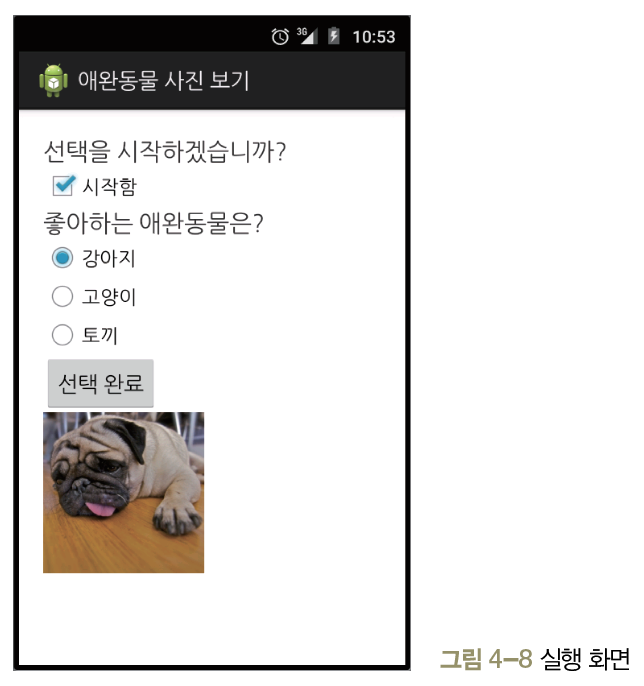 3G 10:53
애완동물 사진 보기
선택을 시작하겠습니까?
시작함
좋아하는 애완동물은?
강아지
고양이
토끼
선택 완료
그림 4-8 실행 화면